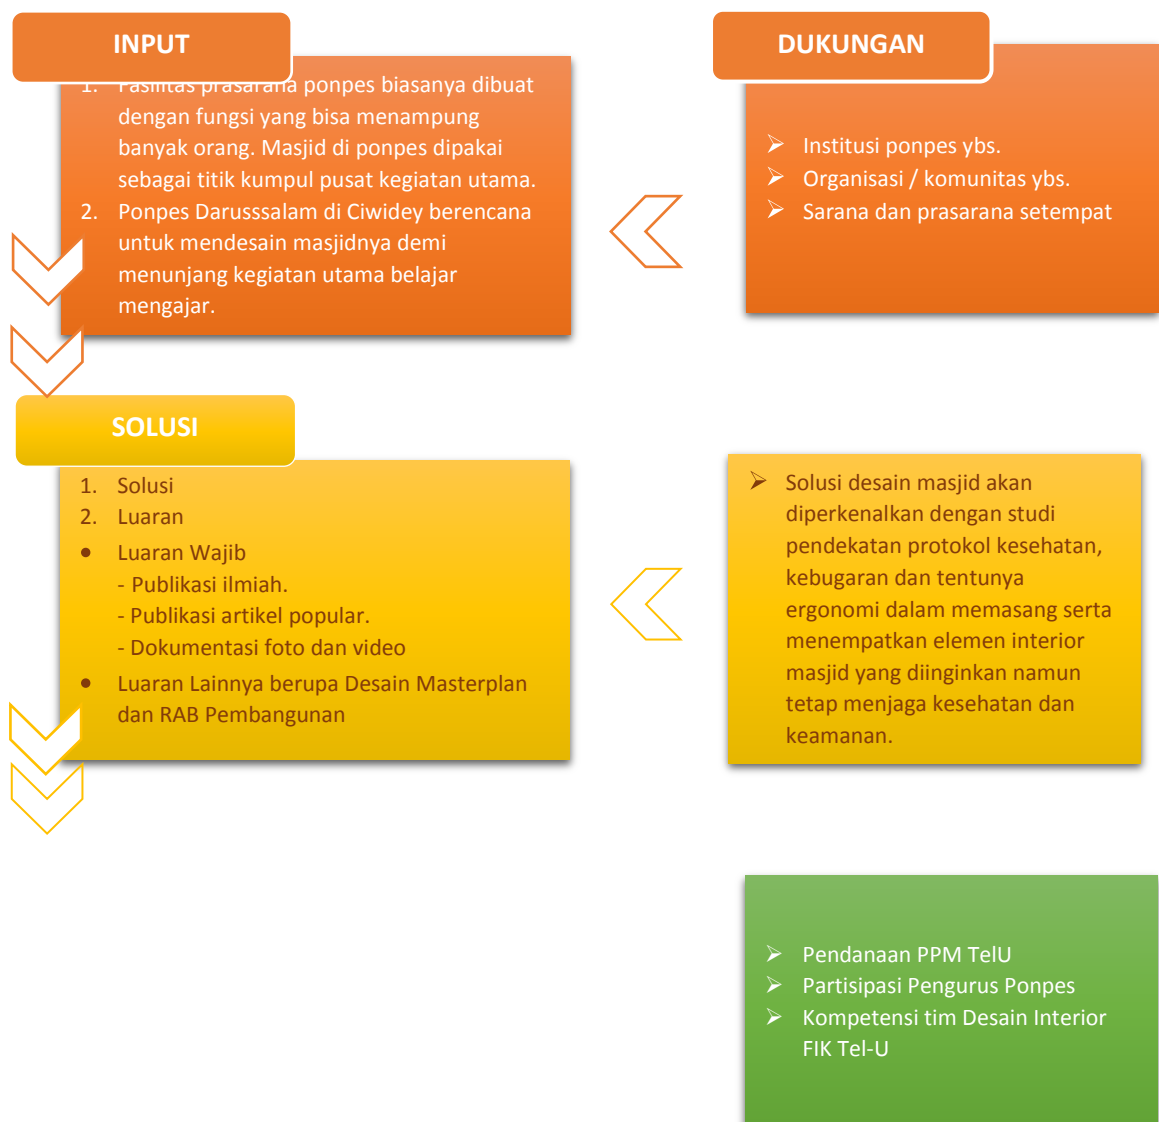 INPUT
1. Fasilitas prasarana ponpes biasanya dibuat
dengan fungsi yang bisa menampung
banyak orang. Masjid di ponpes dipakai
sebagai titik kumpul pusat kegiatan utama.
2. Ponpes Darusssalam di Ciwidey berencana
untuk mendesain masjidnya demi
menunjang kegiatan utama belajar
mengajar.
DUKUNGAN
➢ Institusi ponpes ybs.
➢ Organisasi / komunitas ybs.
➢ Sarana dan prasarana setempat
SOLUSI
1. Solusi
2. Luaran
• Luaran Wajib
- Publikasi ilmiah.
- Publikasi artikel popular.
- Dokumentasi foto dan video
• Luaran Lainnya berupa Desain Masterplan
dan RAB Pembangunan
➢ Solusi desain masjid akan
diperkenalkan dengan studi
pendekatan protokol kesehatan,
kebugaran dan tentunya
ergonomi dalam memasang serta
menempatkan elemen interior
masjid yang diinginkan namun
tetap menjaga kesehatan dan
keamanan.
➢ Pendanaan PPM TelU
➢ Partisipasi Pengurus Ponpes
➢ Kompetensi tim Desain Interior
FIK Tel-U